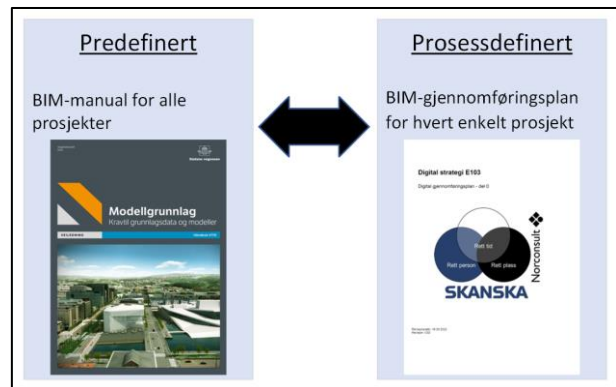 Predefinert
BIM-manual for alle
prosjekter
Statens vegvesen
Modellgrunnlag
Krav til grunnlagsdata og modeller
VEILEDNING
Prosessdefinert
BIM-gjennomføringsplan
for hvert enkelt prosjekt
Digital strategi E103
Digital gjennomføringsplan - del D
Rett tid
Rett person
Rett plass
Norconsult
SKANSKA